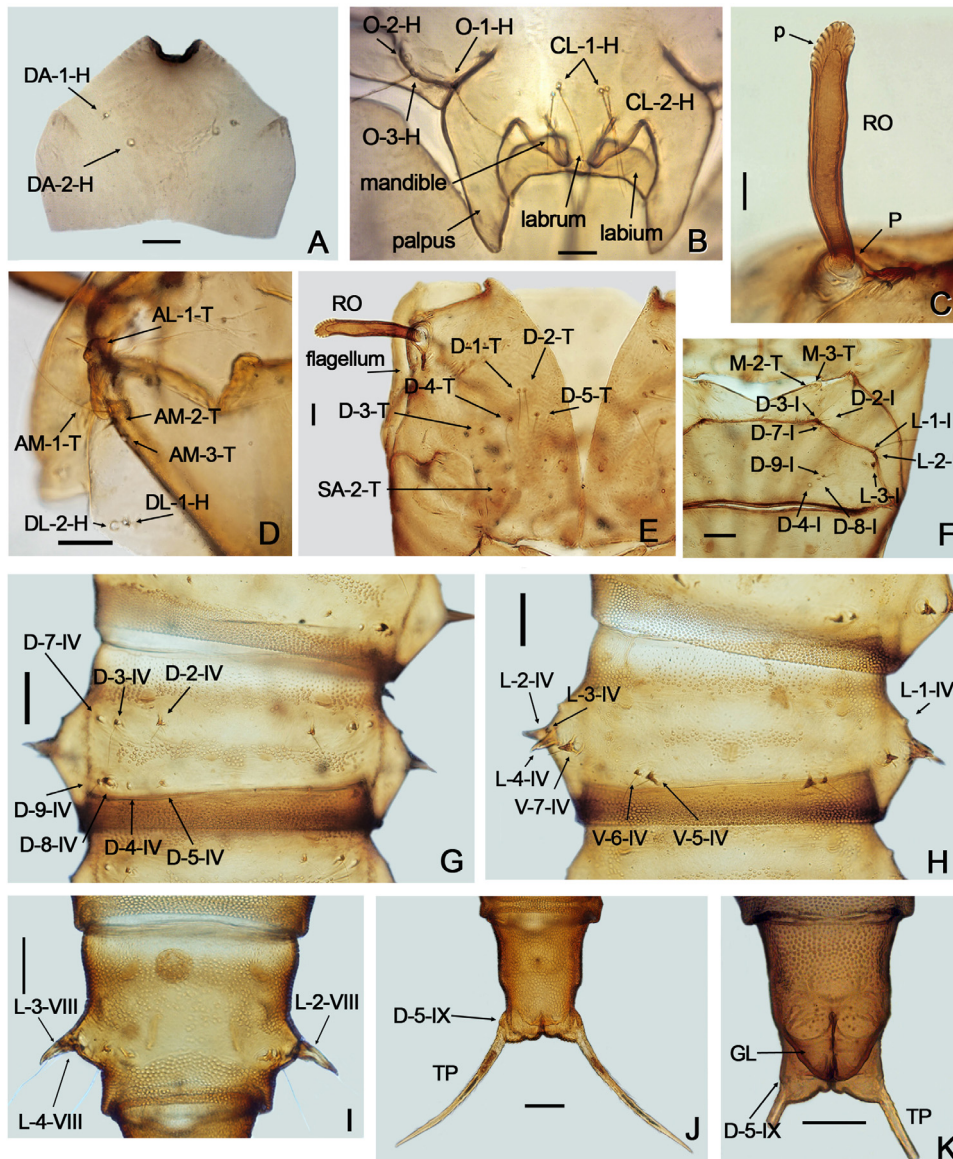 DA-1-H
DA-2-H
A
O-2-H
O-1-H
CL-1-H
CL-2-H
O-3-H
mandible
labrum
labium
palpus
B
p
RO
P
C
AL-1-T
AM-2-T
AM-1-T
AM-3-T
DL-1-H
DL-2-H
D
RO
flagellum
D-1-T
D-2-T
D-4-T
D-5-T
D-3-T
SA-2-T
E
M-3-T
M-2-T
D-3-I
D-2-I
D-7-I
L-1-I
D-9-I
L-2-
L-3-I
D-4-I
D-8-I
F
D-7-IV
D-3-IV
D-2-IV
D-9-IV
D-8-IV
D-4-IV
D-5-IV
G
L-2-IV
L-3-IV
L-1-IV
L-4-IV
V-7-IV
V-6-IV
V-5-IV
H
L-3-VIII
L-2-VIII
L-4-VIII
I
D-5-IX
TP
J
GL
D-5-IX
TP
K